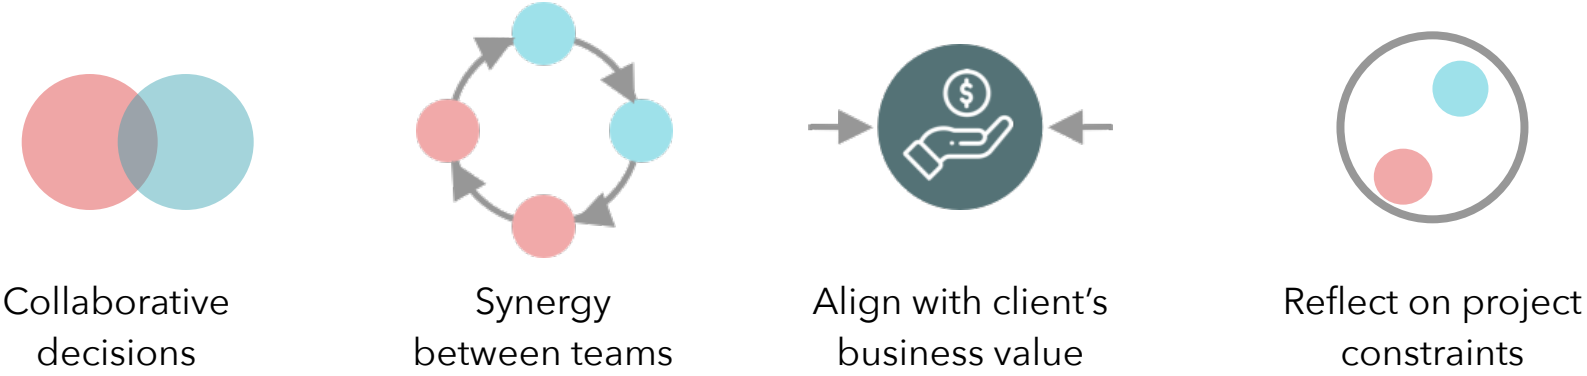 Collaborative
decisions
Synergy
between teams
$
Align with client’s
business value
Reflect on project
constraints